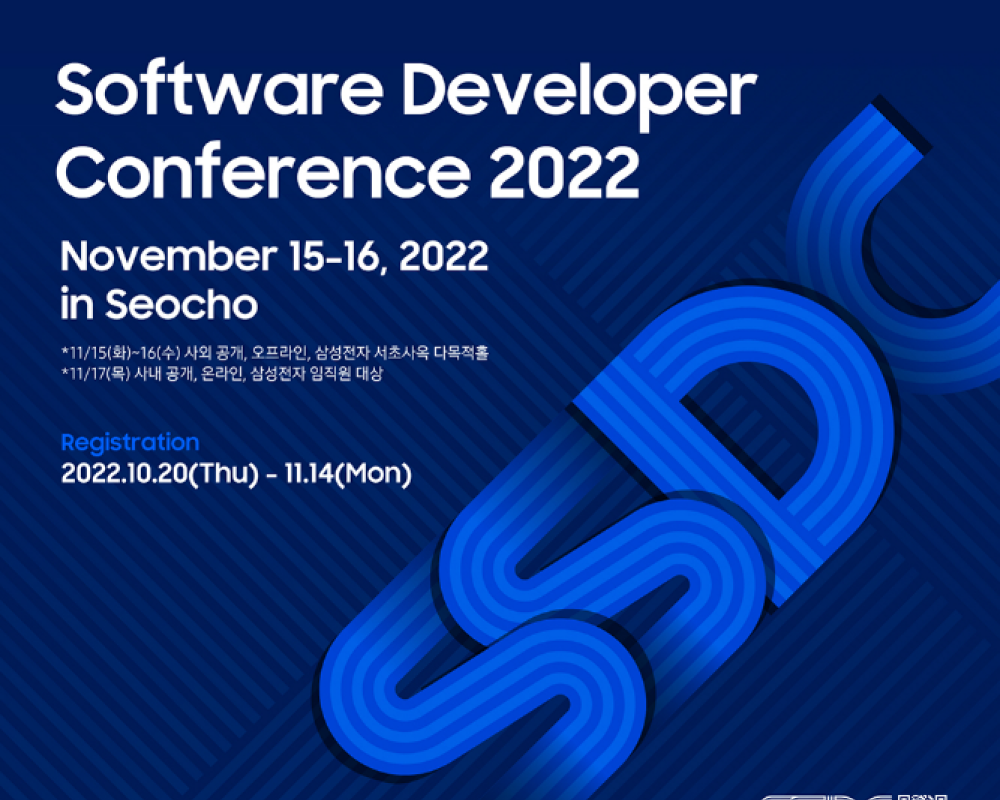 Software Developer
Conference 2022
November 15-16, 2022
in Seocho
*11/15(화)~16(수) 사외 공개, 오프라인, 삼성전자 서초사옥 다목적홀
*11/17(목) 사내 공개, 온라인, 삼성전자 임직원 대상
Registration
2022.10.20(Thu) - 11.14(Mon)
SSDC